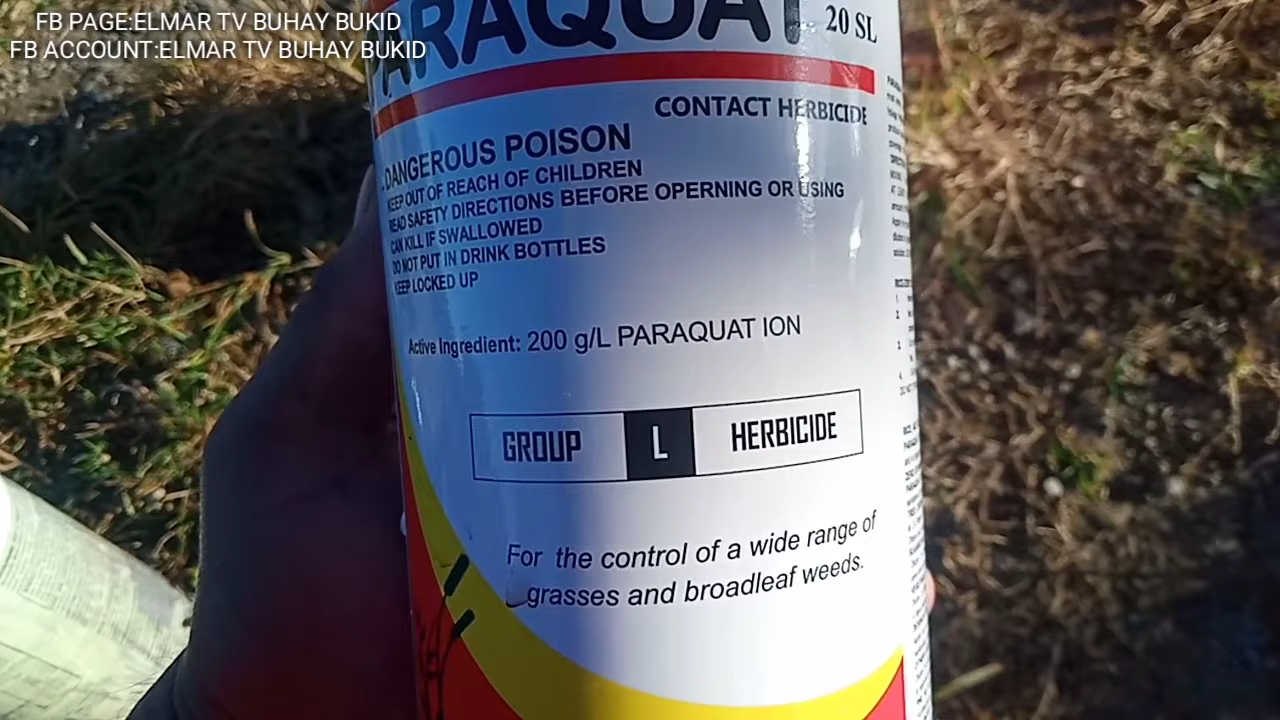 FB PAGE:ELMAR TV BUHAY BUKID
FB ACCOUNT:ELMAR TV BUHAY BUKID
PARAQUAT 20 SL
CONTACT HERBICIDE
DANGEROUS POISON
KEEP OUT OF REACH OF CHILDREN
READ SAFETY DIRECTIONS BEFORE OPERNING OR USING
CAN KILL IF SWALLOWED
DO NOT PUT IN DRINK BOTTLES
KEEP LOCKED UP
Active Ingredient: 200 g/L PARAQUAT ION
GROUP L HERBICIDE
For the control of a wide range of
grasses and broadleaf weeds.